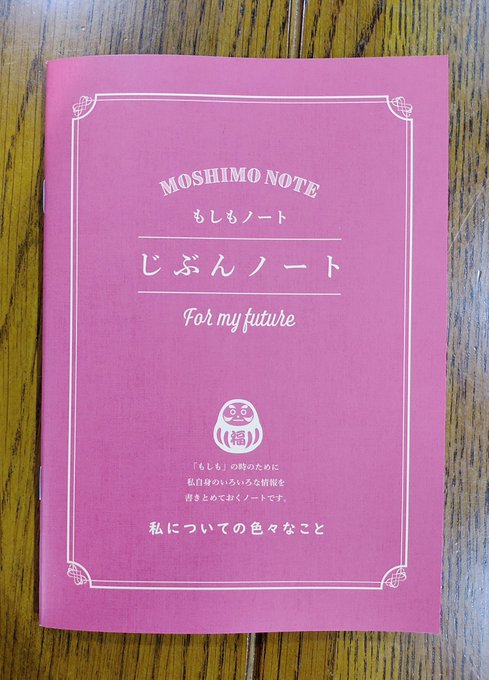 MOSHIMO NOTE
もしもノート
じぶんノート
For my future
福
「もしも」の時のために
私自身のいろいろな情報を
書きとめておくノートです。
私についての色々なこと